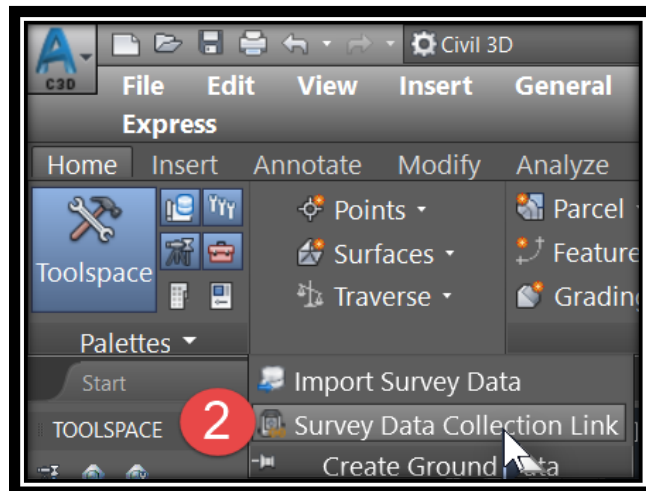 C3D
Civil 3D
File Edit View Insert General
Express
Home Insert Annotate Modify Analyze
Toolspace
Points
Surfaces
Traverse
Parcel
Feature
Grading
Palettes
Start
Import Survey Data
TOOLSPACE
2
Survey Data Collection Link
Create Ground Data